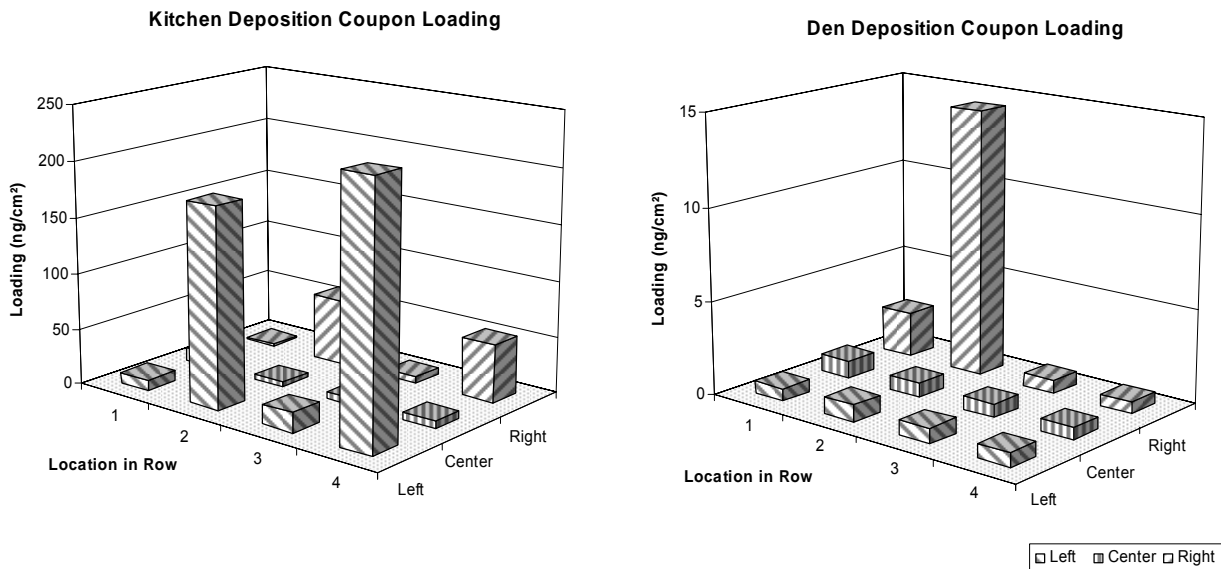 Kitchen Deposition Coupon Loading
250
200
150
100
50
0
Loading (ng/cm²)
1
2
3
4
Location in Row
Left
Center
Right
Den Deposition Coupon Loading
15
10
5
0
Loading (ng/cm²)
1
2
3
4
Location in Row
Left
Center
Right
Left Center Right